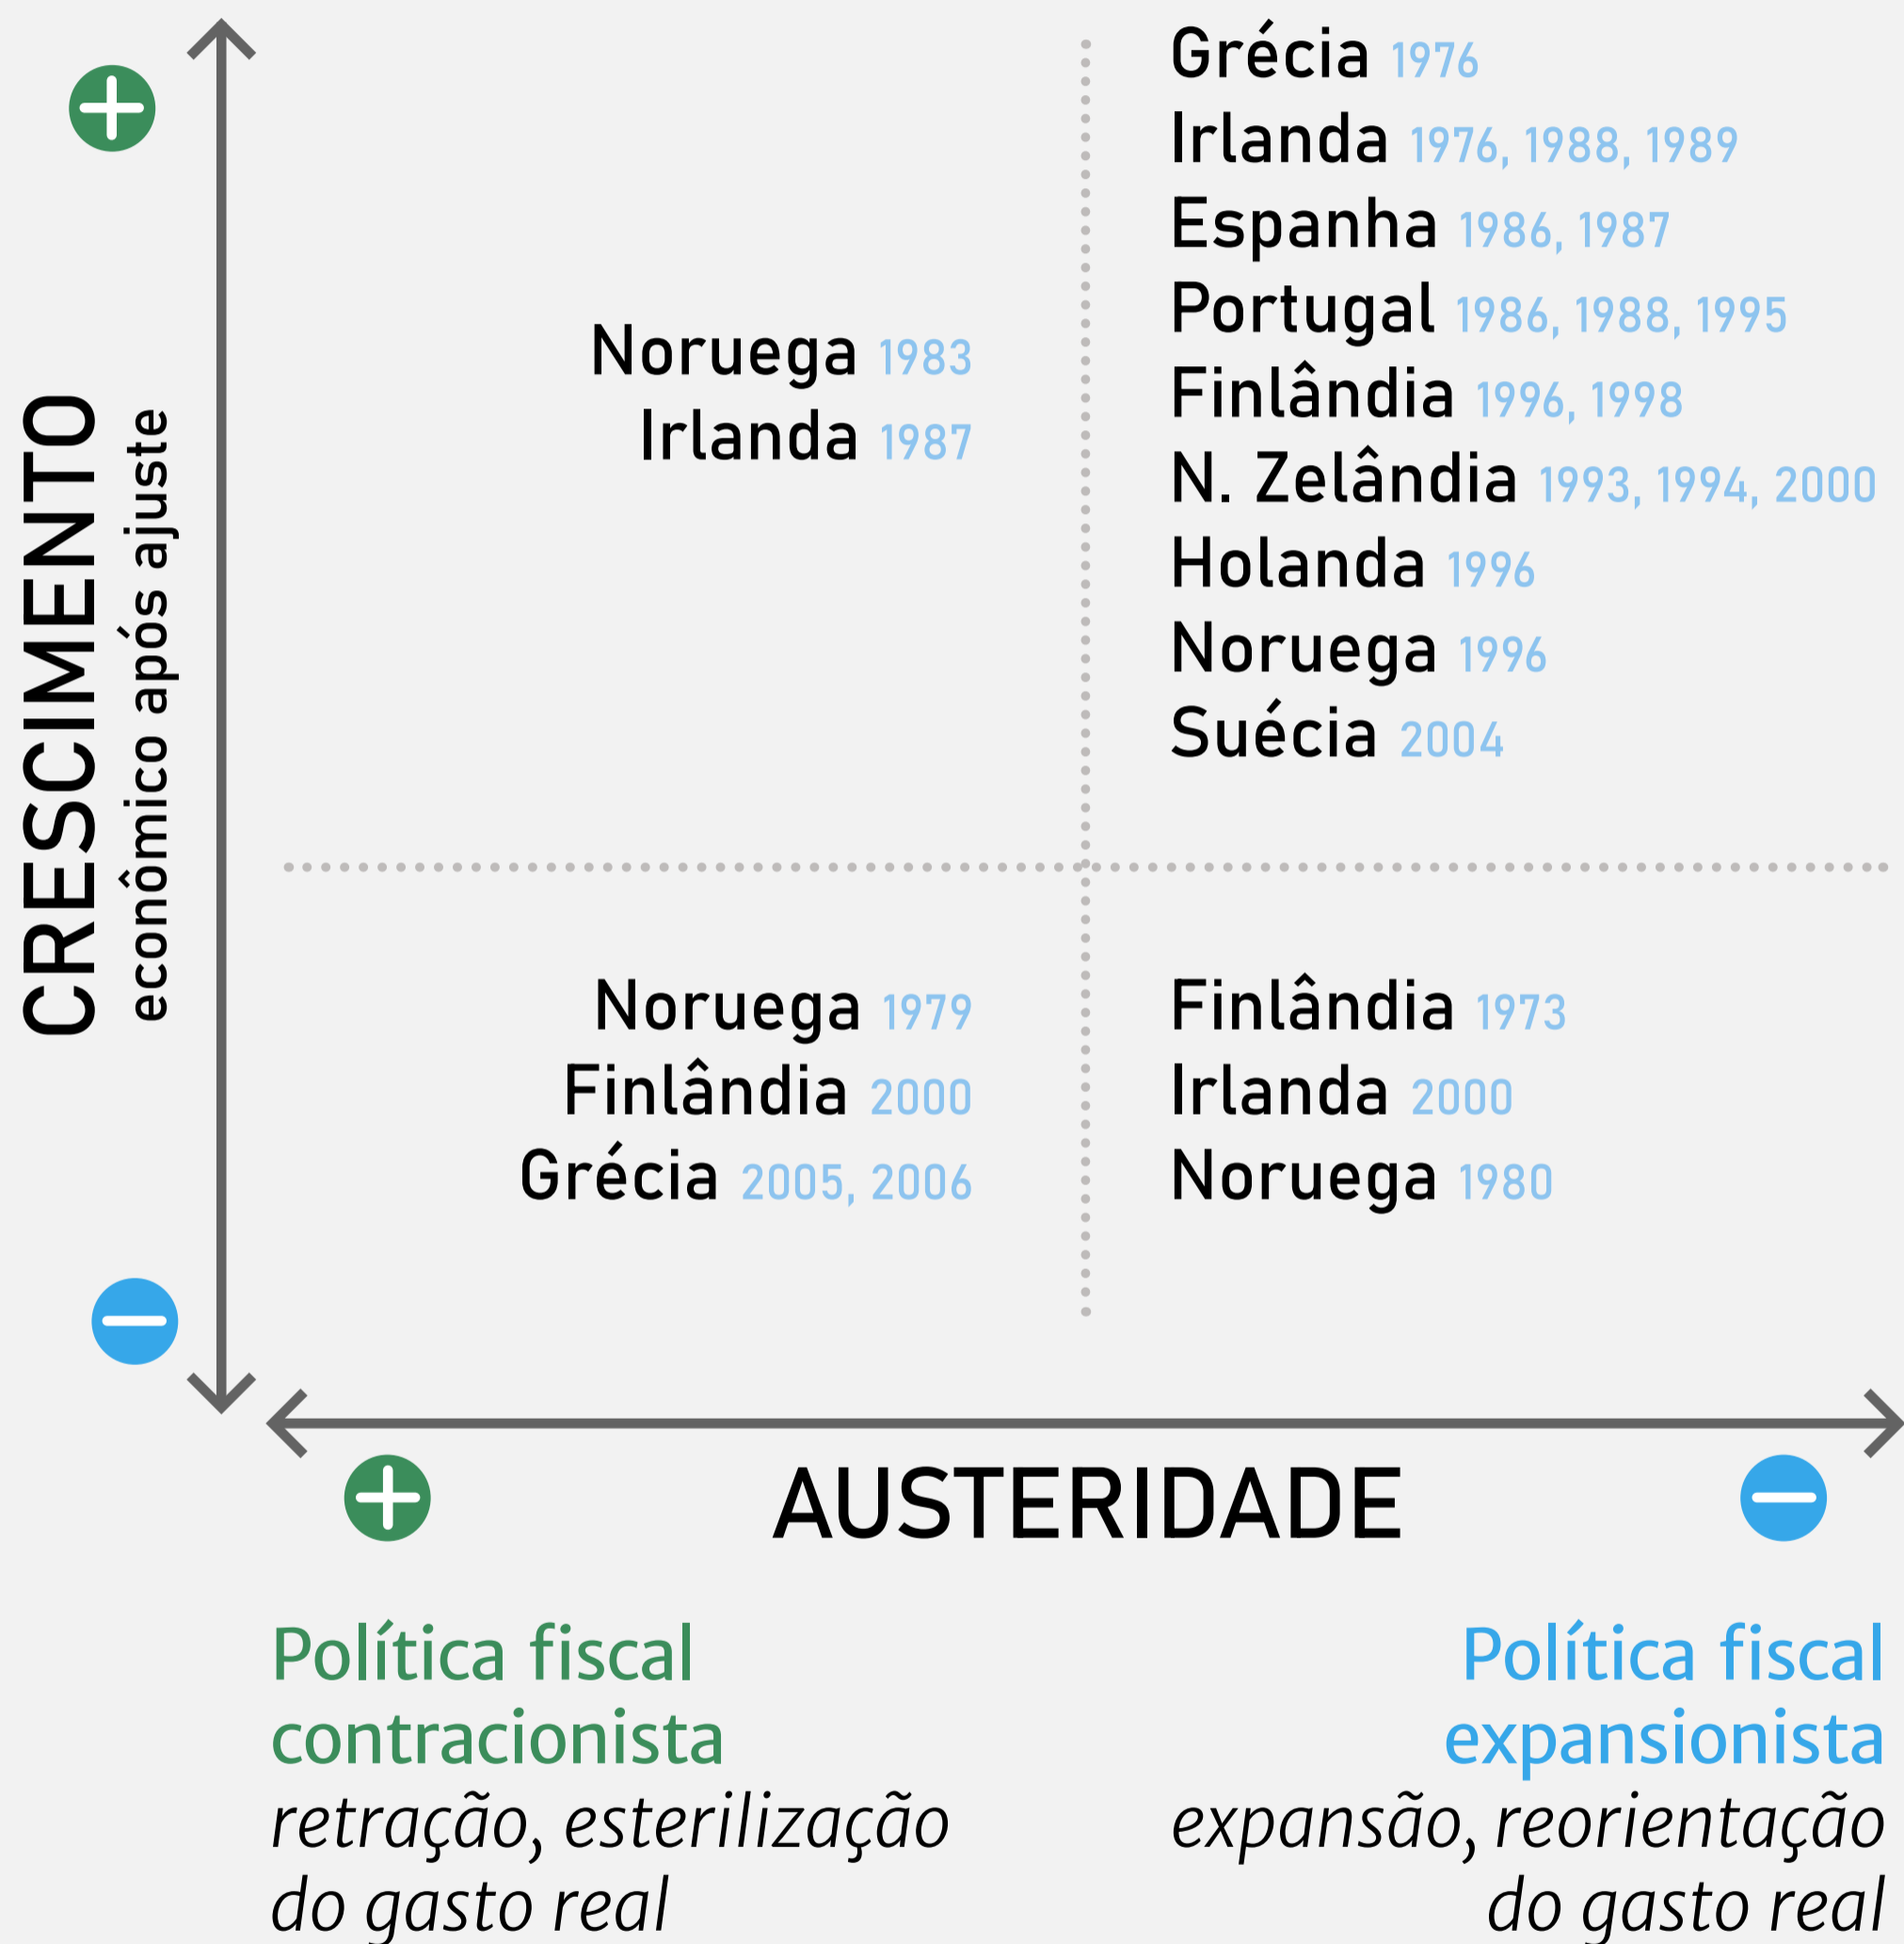 CRESCIMENTO
econômico após ajuste
Noruega 1983
Irlanda 1987
Grécia 1976
Irlanda 1976, 1988, 1989
Espanha 1986, 1987
Portugal 1986, 1988, 1995
Finlândia 1996, 1998
N. Zelândia 1993, 1994, 2000
Holanda 1996
Noruega 1996
Suécia 2004
Noruega 1979
Finlândia 2000
Grécia 2005, 2006
Finlândia 1973
Irlanda 2000
Noruega 1980
AUSTERIDADE
Política fiscal
contracionista
retração, esterilização
do gasto real
Política fiscal
expansionista
expansão, reorientação
do gasto real